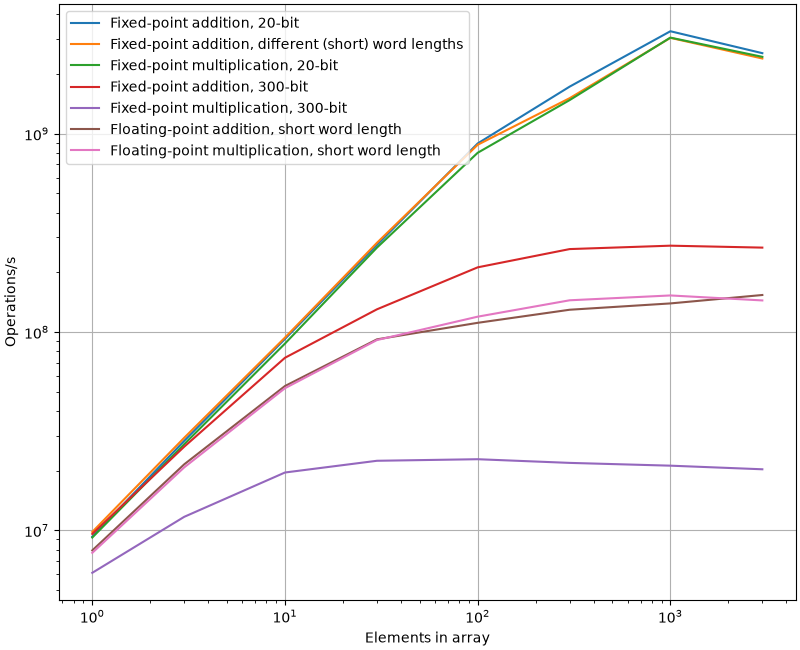 Fixed-point addition, 20-bit
Fixed-point addition, different (short) word lengths
Fixed-point multiplication, 20-bit
Fixed-point addition, 300-bit
Fixed-point multiplication, 300-bit
Floating-point addition, short word length
Floating-point multiplication, short word length
10⁹
10⁸
10⁷
Operations/s
10⁰ 10¹ 10² 10³
Elements in array